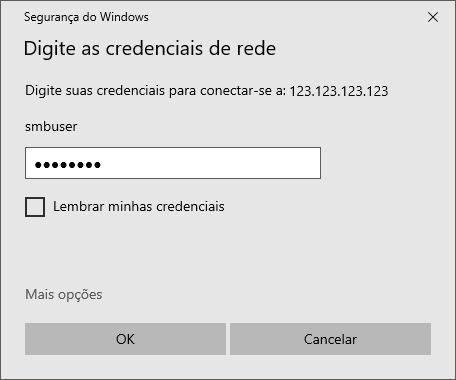 Segurança do Windows
Digite as credenciais de rede
Digite suas credenciais para conectar-se a: 123.123.123.123
smbuser
●●●●●●●●
Lembrar minhas credenciais
Mais opções
OK
Cancelar